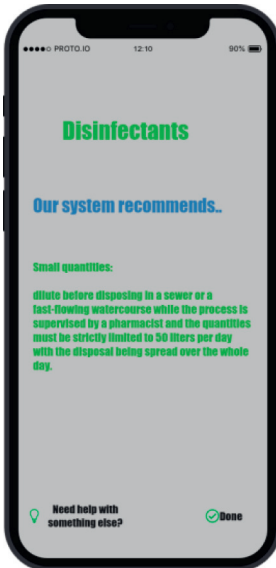 PROTO.IO 12:10 90%
Disinfectants
Our system recommends..
Small quantities:
dilute before disposing in a sewer or a
fast-flowing watercourse while the process is
supervised by a pharmacist and the quantities
must be strictly limited to 50 liters per day
with the disposal being spread over the whole
day.
Need help with
something else?
Done